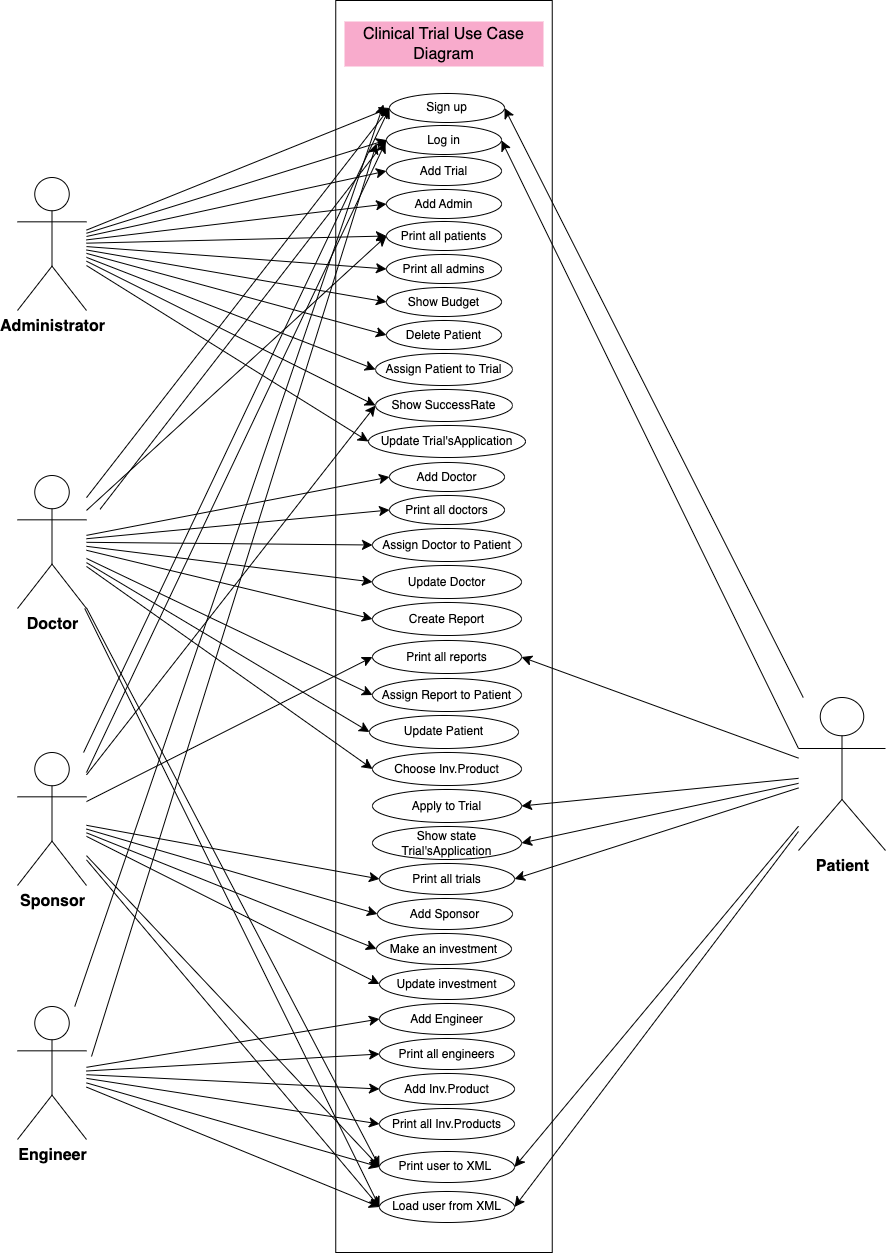 Clinical Trial Use Case
Diagram
Sign up
Log in
Add Trial
Add Admin
Print all patients
Print all admins
Show Budget
Delete Patient
Assign Patient to Trial
Show SuccessRate
Update Trial'sApplication
Add Doctor
Print all doctors
Assign Doctor to Patient
Update Doctor
Create Report
Print all reports
Assign Report to Patient
Update Patient
Choose Inv.Product
Apply to Trial
Show state
Trial'sApplication
Print all trials
Add Sponsor
Make an investment
Update investment
Add Engineer
Print all engineers
Add Inv.Product
Print all Inv.Products
Print user to XML
Load user from XML
Administrator
Doctor
Sponsor
Engineer
Patient